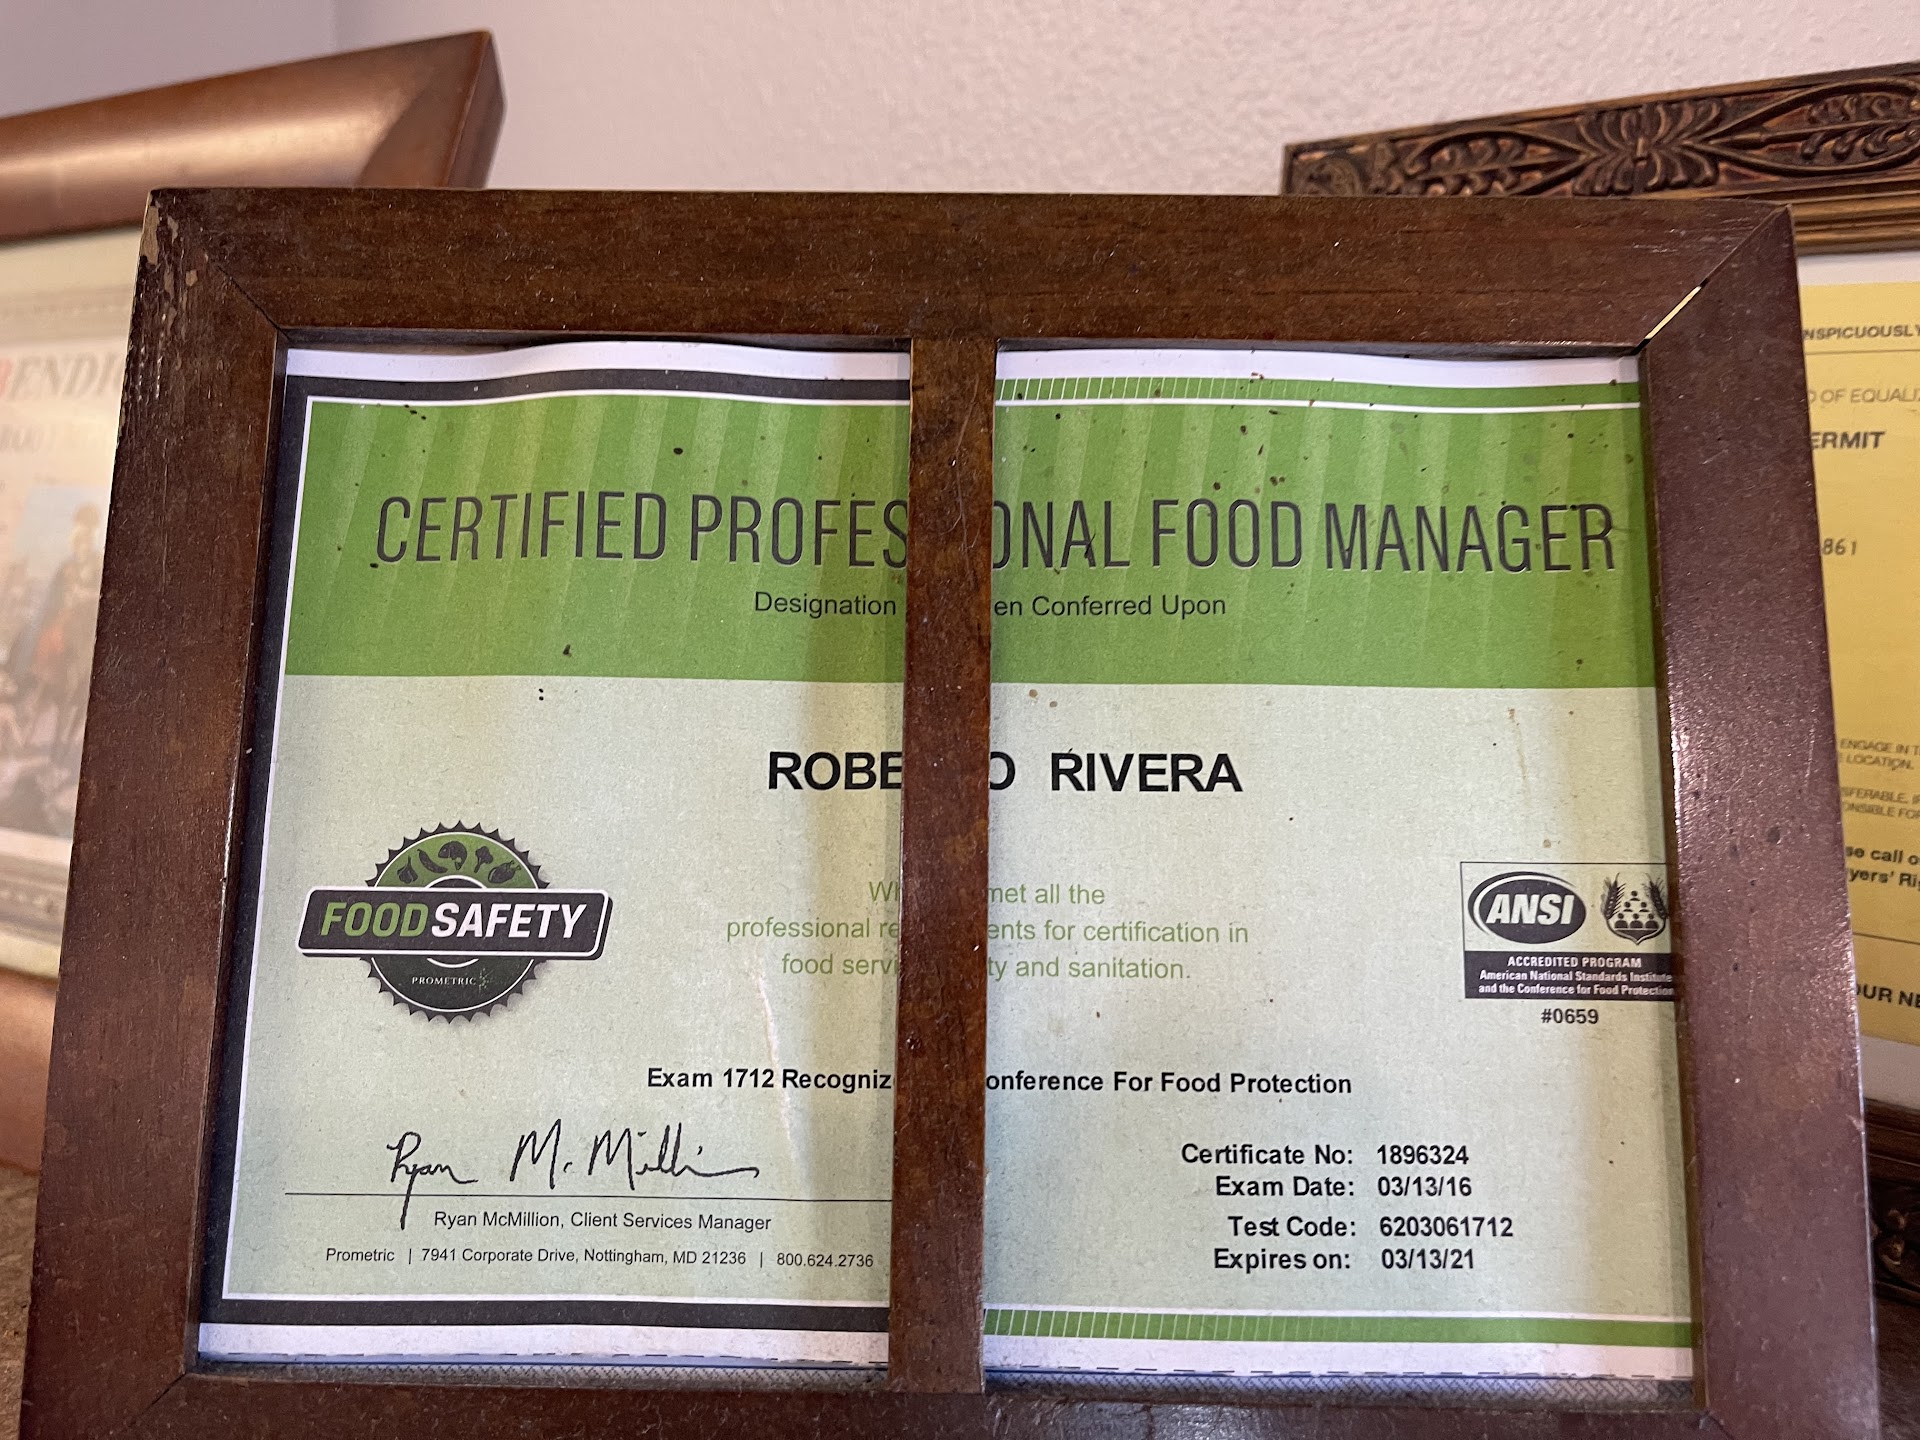 CERTIFIED PROFES ONAL FOOD MANAGER
Designation en Conferred Upon
ROBE O RIVERA
met all the
professional re ents for certification in
food servi ty and sanitation.
FOOD SAFETY
PROMETRIC
ANSI
ACCREDITED PROGRAM
American National Standards Institute
and the Conference for Food Protection
#0659
Exam 1712 Recogniz onference For Food Protection
Ryan McMillion
Ryan McMillion, Client Services Manager
Prometric | 7941 Corporate Drive, Nottingham, MD 21236 | 800.624.2736
Certificate No: 1896324
Exam Date: 03/13/16
Test Code: 6203061712
Expires on: 03/13/21
NSPICUOUSLY
OF EQUALI
ERMIT
861
ENGAGE IN T
LOCATION.
SFERABLE.
ONSIBLE FOR
se call o
yers' Ri
OUR NE
BENDI